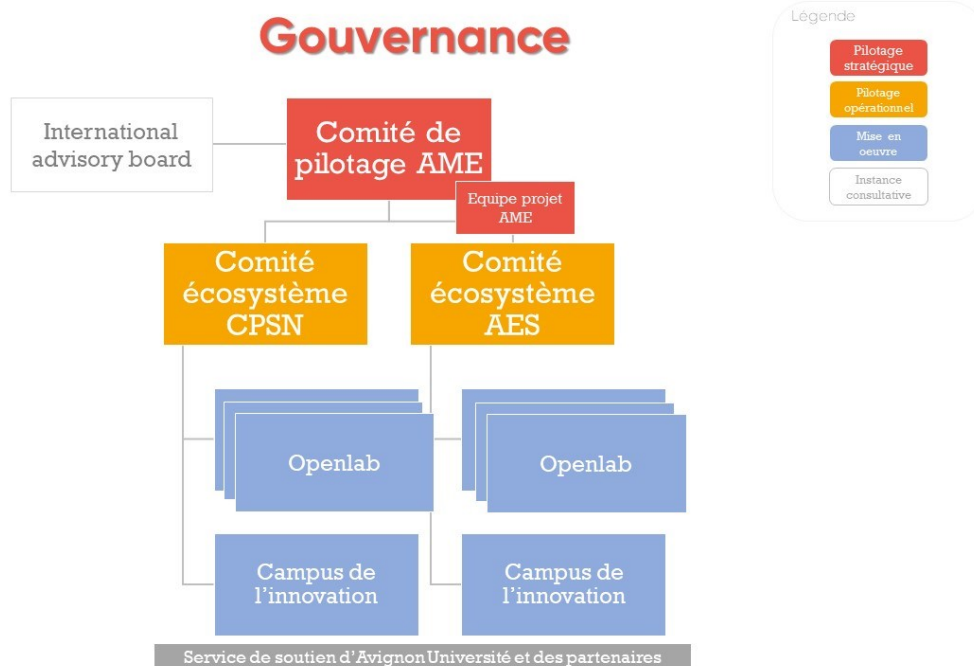 Gouvernance
Légende
Pilotage
stratégique
Pilotage
opérationnel
Mise en
oeuvre
Instance
consultative
International
advisory board
Comité de
pilotage AME
Equipe projet
AME
Comité
écosystème
CPSN
Comité
écosystème
AES
Openlab
Openlab
Campus de
l'innovation
Campus de
l'innovation
Service de soutien d'Avignon Université et des partenaires